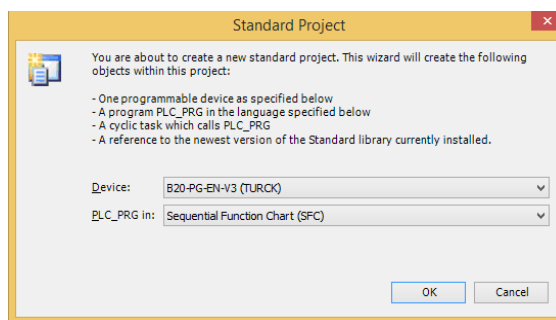 Standard Project
You are about to create a new standard project. This wizard will create the following
objects within this project:
- One programmable device as specified below
- A program PLC_PRG in the language specified below
- A cyclic task which calls PLC_PRG
- A reference to the newest version of the Standard library currently installed.
Device: B20-PG-EN-V3 (TURCK)
PLC_PRG in: Sequential Function Chart (SFC)
OK Cancel